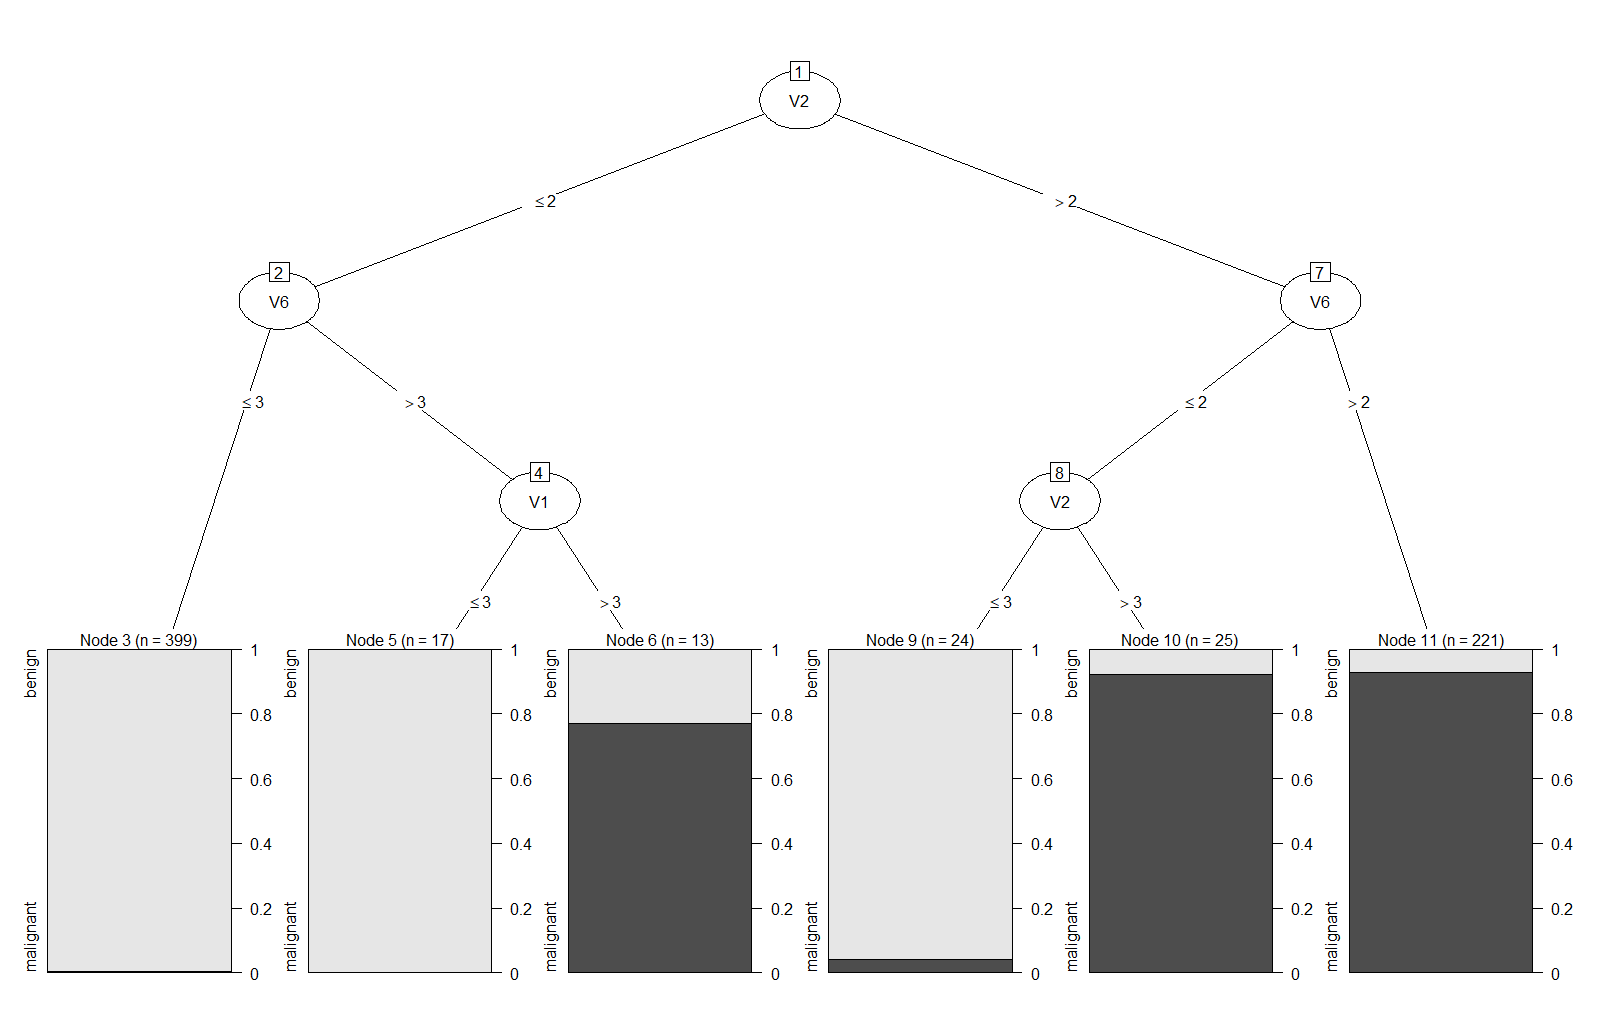 1
V2
≤ 2
> 2
2
V6
7
V6
≤ 3
> 3
≤ 2
> 2
4
V1
8
V2
≤ 3
> 3
≤ 3
> 3
Node 3 (n = 399)
benign
malignant
1
0.8
0.6
0.4
0.2
0
Node 5 (n = 17)
benign
malignant
1
0.8
0.6
0.4
0.2
0
Node 6 (n = 13)
benign
malignant
1
0.8
0.6
0.4
0.2
0
Node 9 (n = 24)
benign
malignant
1
0.8
0.6
0.4
0.2
0
Node 10 (n = 25)
benign
malignant
1
0.8
0.6
0.4
0.2
0
Node 11 (n = 221)
benign
malignant
1
0.8
0.6
0.4
0.2
0